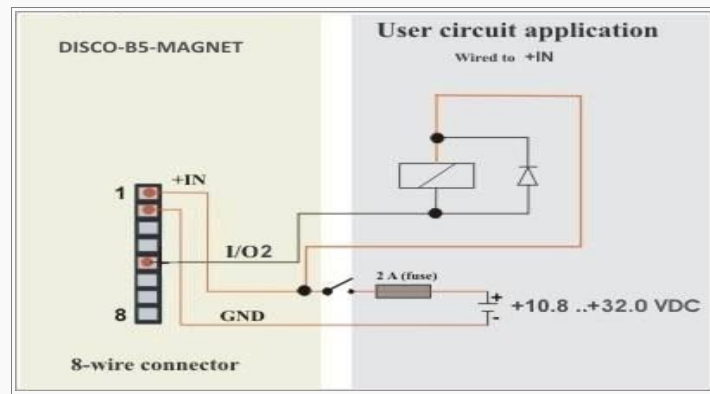 DISCO-B5-MAGNET
User circuit application
Wired to +IN
1
+IN
I/O2
2 A (fuse)
+
+10.8 ..+32.0 VDC
-
8
GND
8-wire connector